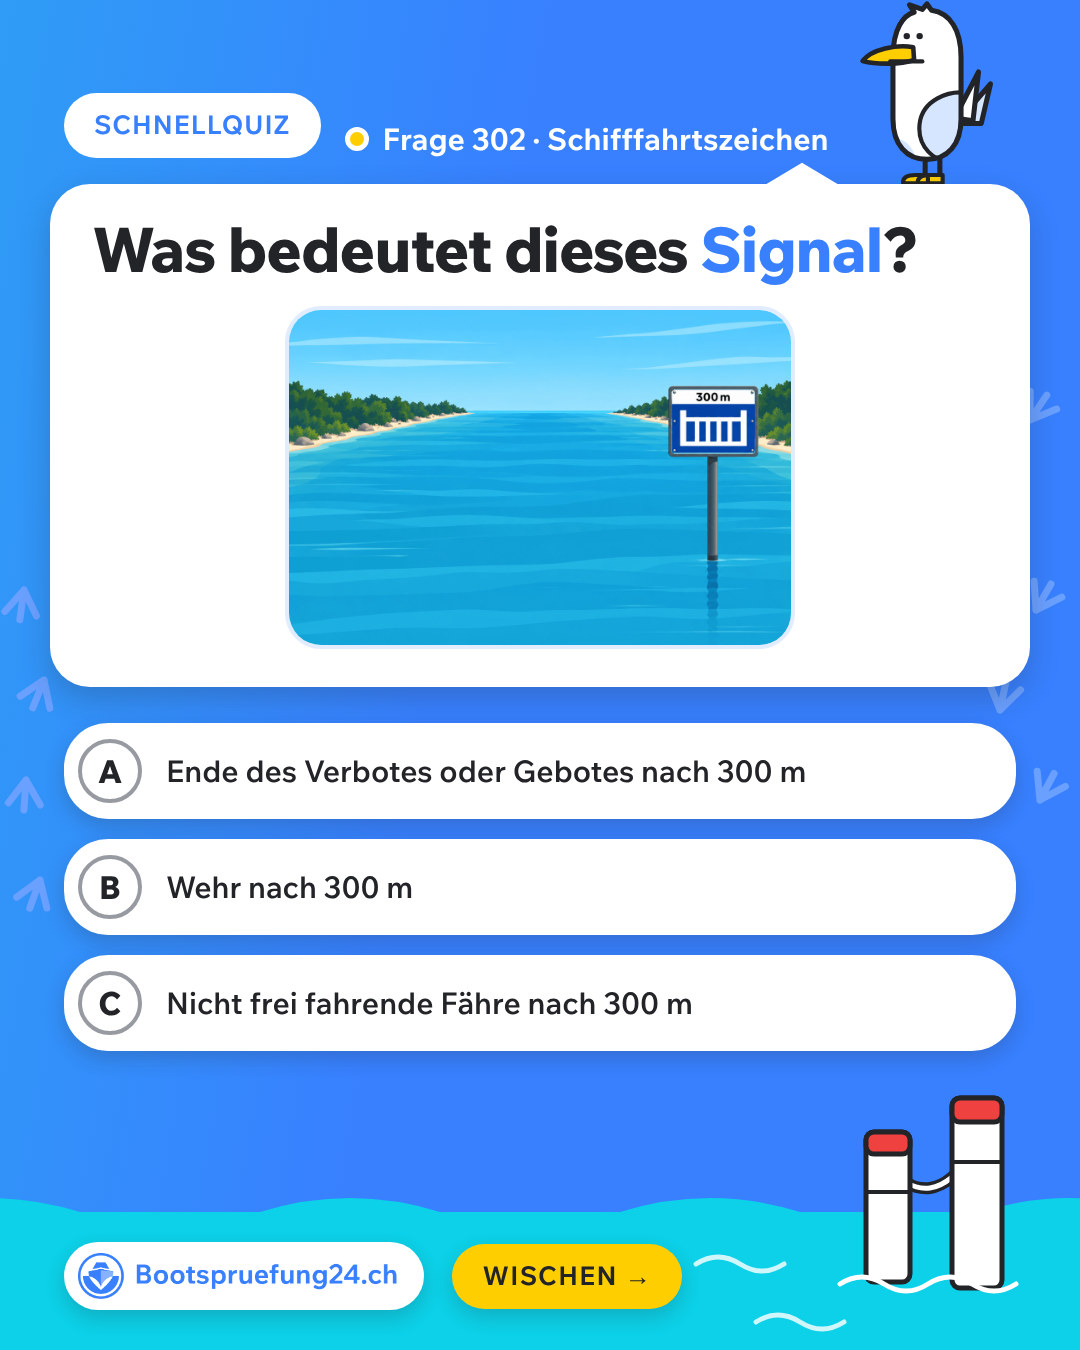 SCHNELLQUIZ
Frage 302 · Schifffahrtszeichen
Was bedeutet dieses Signal?
300 m
A Ende des Verbotes oder Gebotes nach 300 m
B Wehr nach 300 m
C Nicht frei fahrende Fähre nach 300 m
Bootspruefung24.ch
WISCHEN →